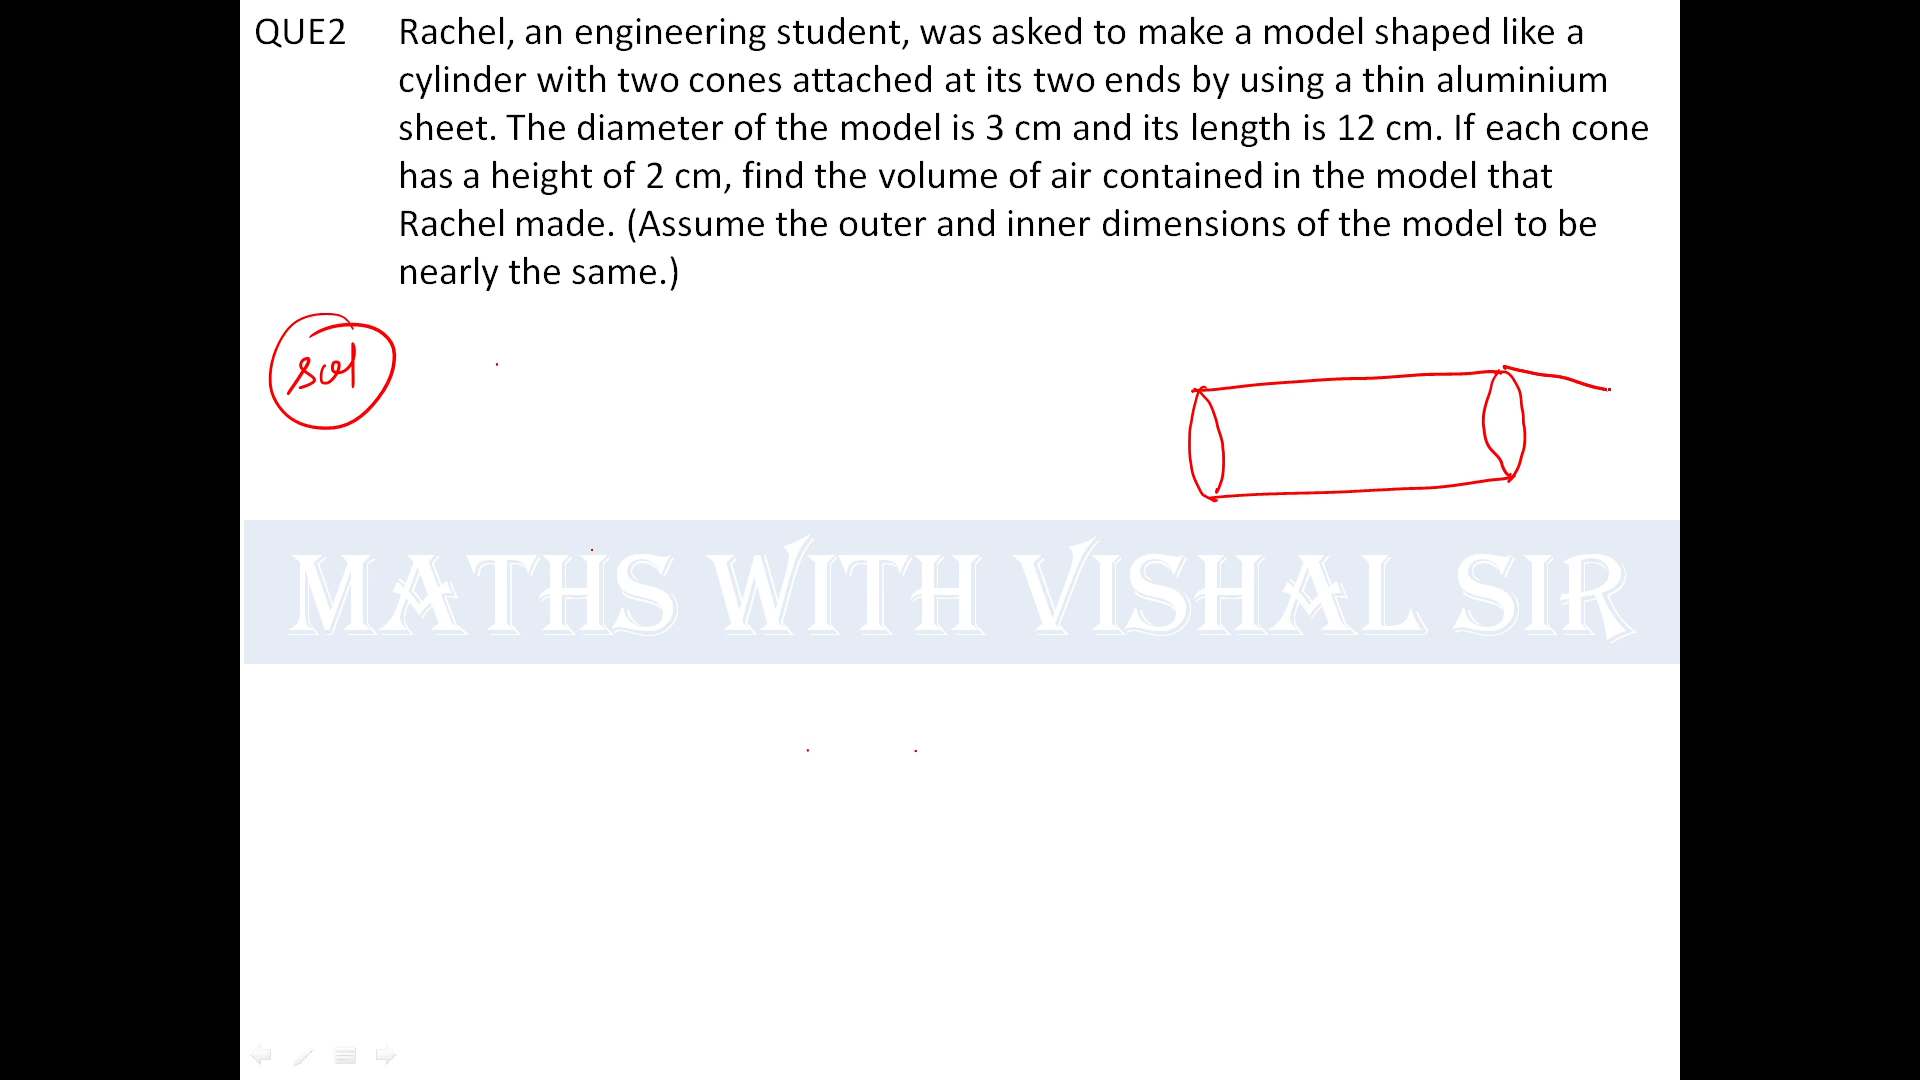 QUE2 Rachel, an engineering student, was asked to make a model shaped like a
cylinder with two cones attached at its two ends by using a thin aluminium
sheet. The diameter of the model is 3 cm and its length is 12 cm. If each cone
has a height of 2 cm, find the volume of air contained in the model that
Rachel made. (Assume the outer and inner dimensions of the model to be
nearly the same.)
sol
MATHS WITH VISHAL SIR